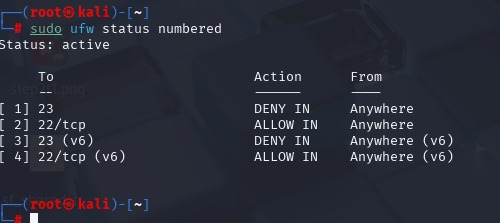 ┌──(root㉿kali)-[~]
└─# sudo ufw status numbered
Status: active

     To                         Action      From
     --                         ------      ----
[ 1] 23                         DENY IN     Anywhere
[ 2] 22/tcp                     ALLOW IN    Anywhere
[ 3] 23 (v6)                    DENY IN     Anywhere (v6)
[ 4] 22/tcp (v6)                ALLOW IN    Anywhere (v6)

┌──(root㉿kali)-[~]
└─#